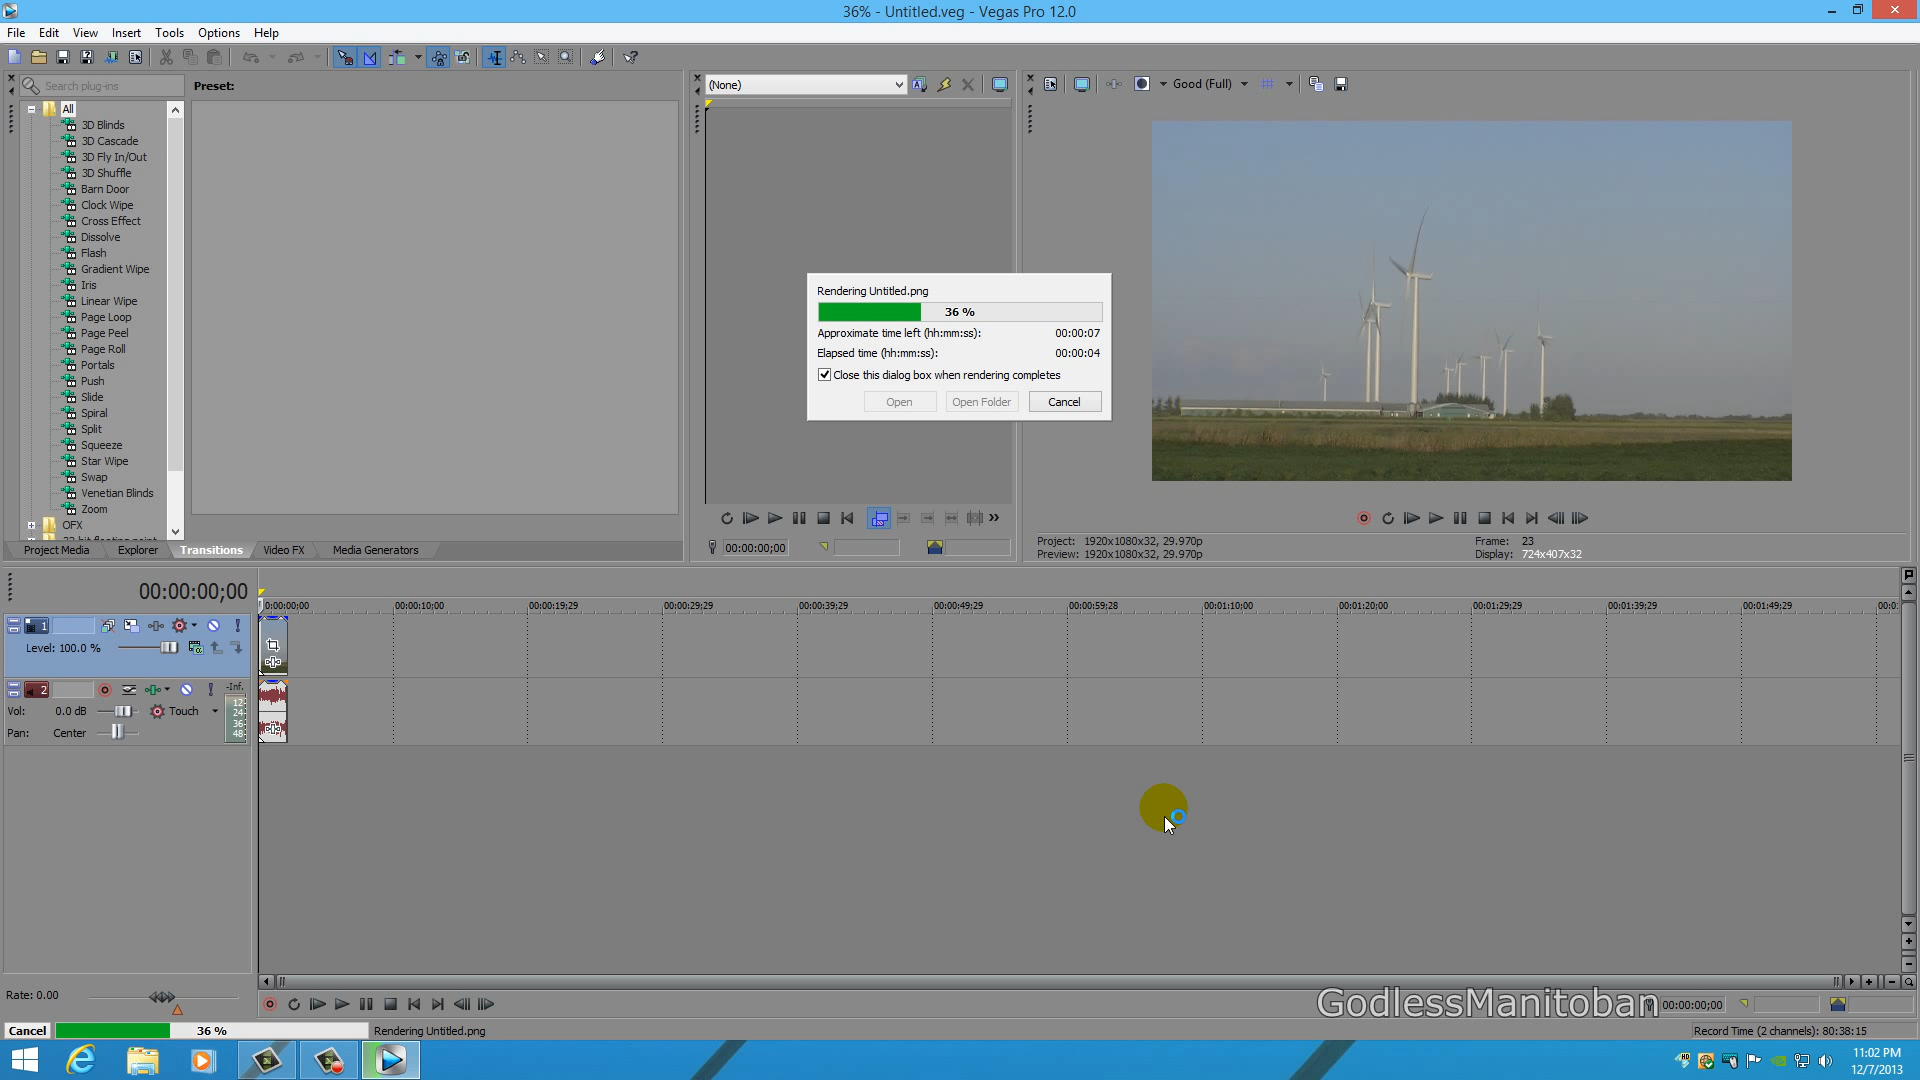 36% - Untitled.veg - Vegas Pro 12.0
File Edit View Insert Tools Options Help
Search plug-ins
Preset:
(None)
Good (Full)
All
3D Blinds
3D Cascade
3D Fly In/Out
3D Shuffle
Barn Door
Clock Wipe
Cross Effect
Dissolve
Flash
Gradient Wipe
Iris
Linear Wipe
Page Loop
Page Peel
Page Roll
Portals
Push
Slide
Spiral
Split
Squeeze
Star Wipe
Swap
Venetian Blinds
Zoom
OFX
Rendering Untitled.png
36 %
Approximate time left (hh:mm:ss): 00:00:07
Elapsed time (hh:mm:ss): 00:00:04
Close this dialog box when rendering completes
Open Open Folder Cancel
Project Media Explorer Transitions Video FX Media Generators
00:00:00;00
Project: 1920x1080x32, 29.970p
Preview: 1920x1080x32, 29.970p
Frame: 23
Display: 724x407x32
00:00:00;00
0:00:00;00 00:00:10;00 00:00:19;29 00:00:29;29 00:00:39;29 00:00:49;29 00:00:59;28 00:01:10;00 00:01:20;00 00:01:29;29 00:01:39;29 00:01:49;29 00:0
1
Level: 100.0 %
2
-Inf.
Vol: 0.0 dB Touch
Pan: Center
12
24
36
48
Rate: 0.00
GodlessManitoban
00:00:00;00
Cancel 36 % Rendering Untitled.png
Record Time (2 channels): 80:38:15
11:02 PM
12/7/2013